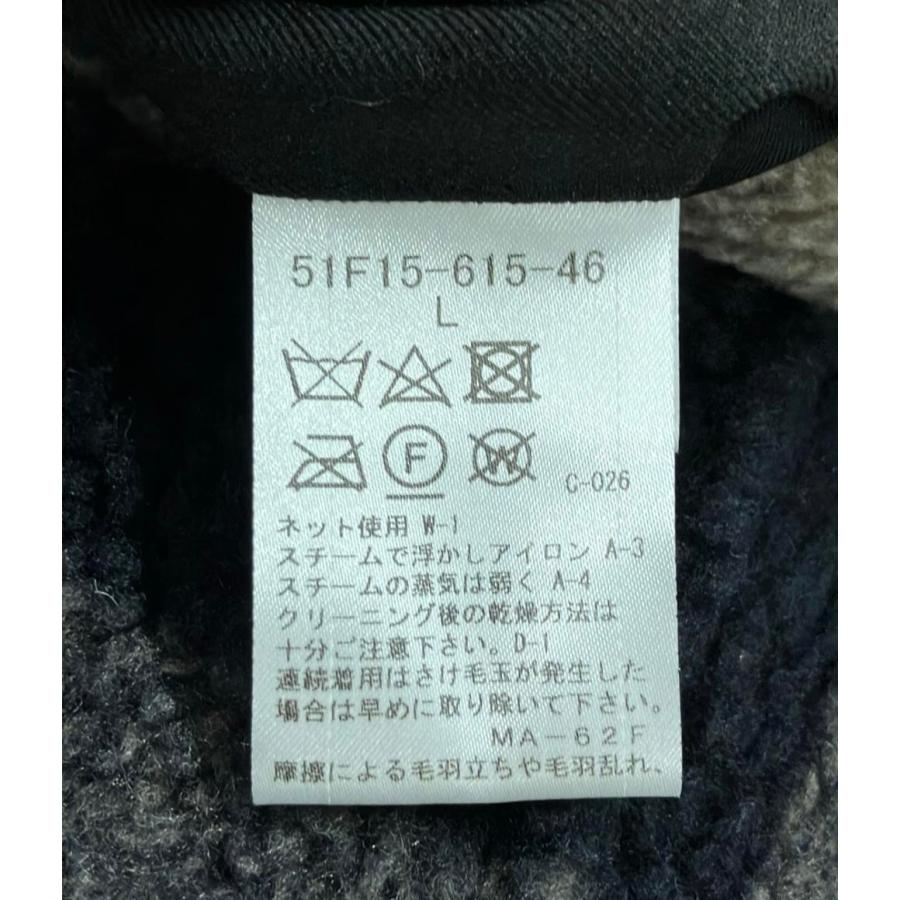 51F15-615-46
L
F W C-026
ネット使用 W-1
スチームで浮かしアイロン A-3
スチームの蒸気は弱く A-4
クリーニング後の乾燥方法は
十分ご注意下さい。D-1
連続着用はさけ毛玉が発生した
場合は早めに取り除いて下さい。
MA-62F
摩擦による毛羽立ちや毛羽乱れ、